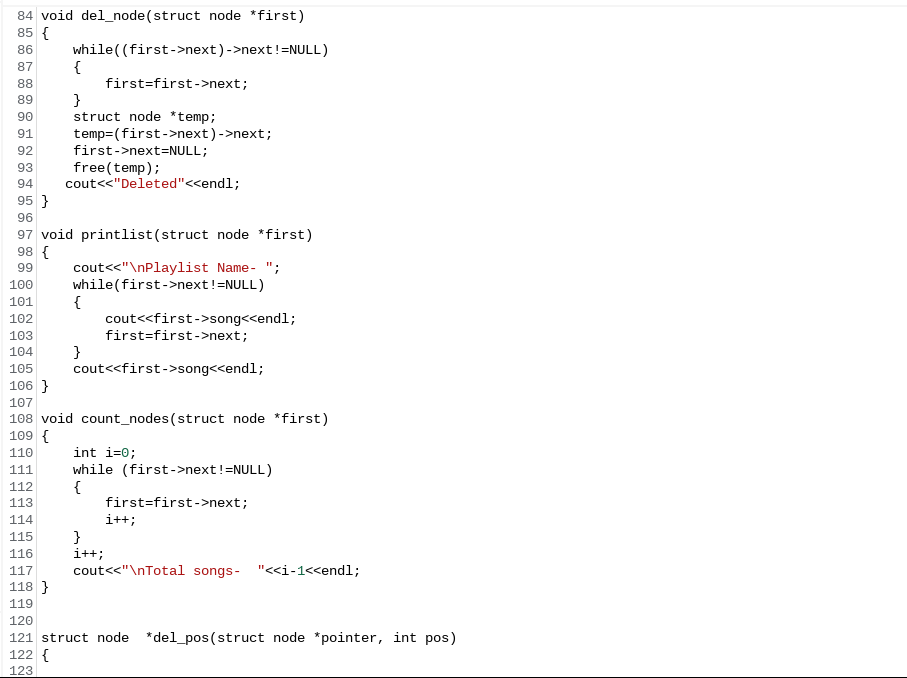 84 void del_node(struct node *first)
85 {
86     while((first->next)->next!=NULL)
87     {
88         first=first->next;
89     }
90     struct node *temp;
91     temp=(first->next)->next;
92     first->next=NULL;
93     free(temp);
94    cout<<"Deleted"<<endl;
95 }
96
97 void printlist(struct node *first)
98 {
99     cout<<"\nPlaylist Name- ";
100     while(first->next!=NULL)
101     {
102         cout<<first->song<<endl;
103         first=first->next;
104     }
105     cout<<first->song<<endl;
106 }
107
108 void count_nodes(struct node *first)
109 {
110     int i=0;
111     while (first->next!=NULL)
112     {
113         first=first->next;
114         i++;
115     }
116     i++;
117     cout<<"\nTotal songs-  "<<i-1<<endl;
118 }
119
120
121 struct node  *del_pos(struct node *pointer, int pos)
122 {
123